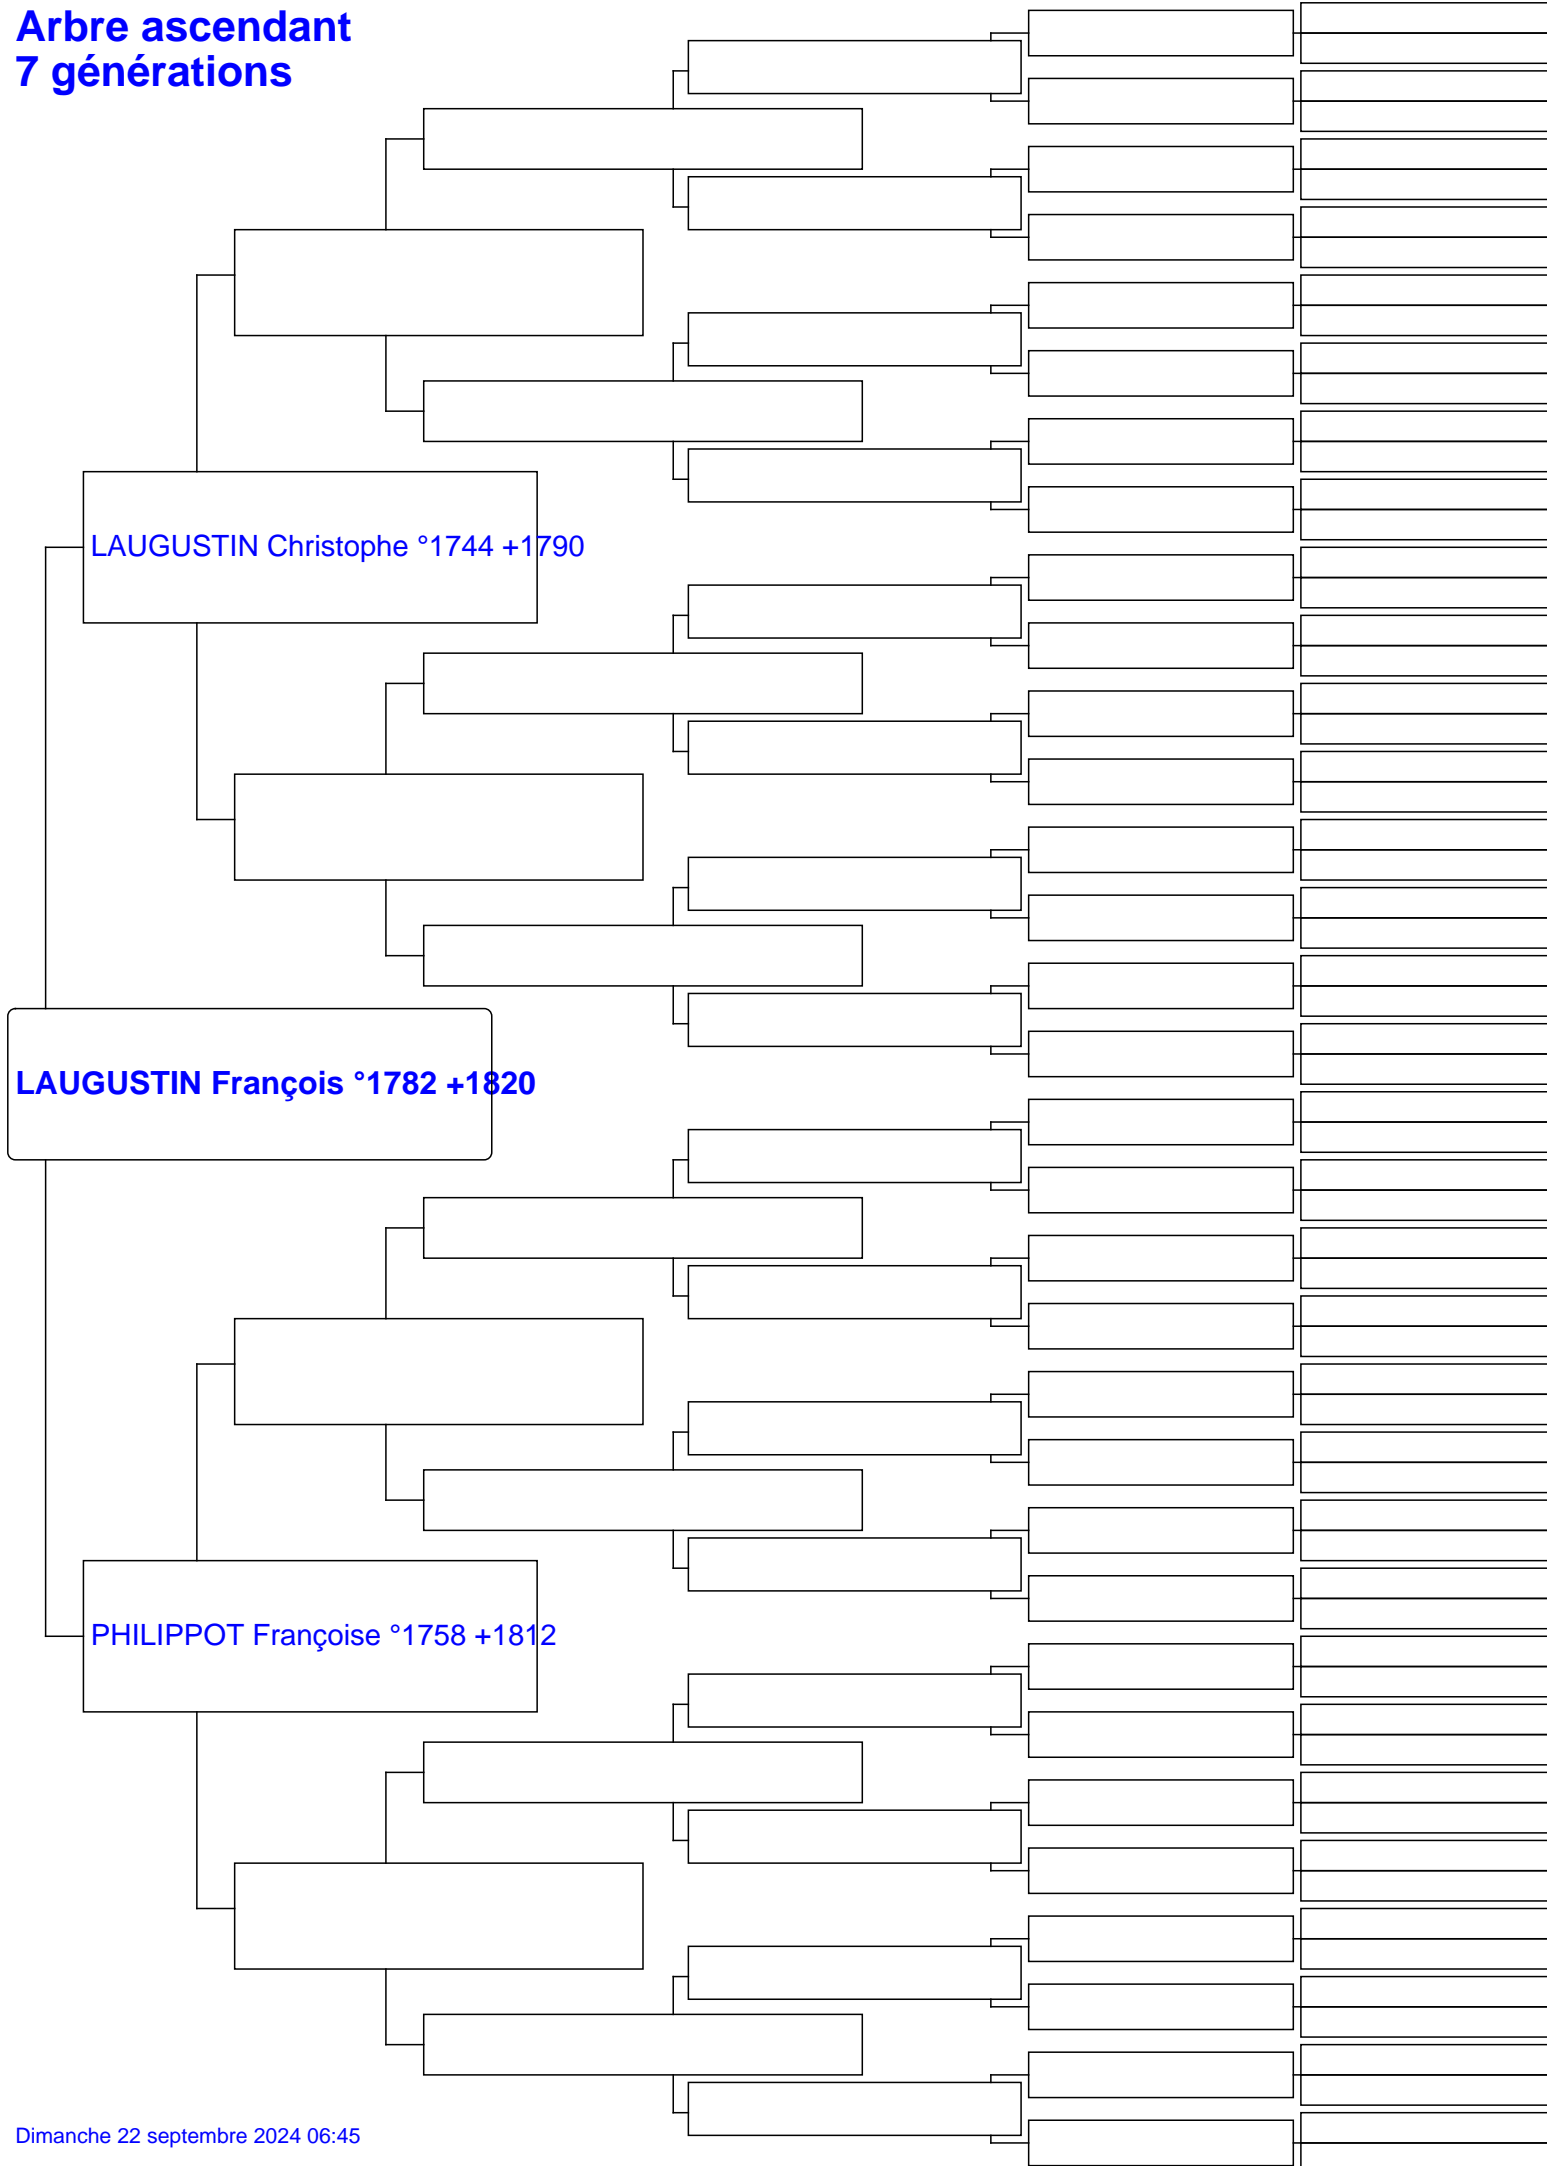 Arbre ascendant
7 générations
LAUGUSTIN Christophe °1744 +1790
LAUGUSTIN François °1782 +1820
PHILIPPOT Françoise °1758 +1812
Dimanche 22 septembre 2024 06:45